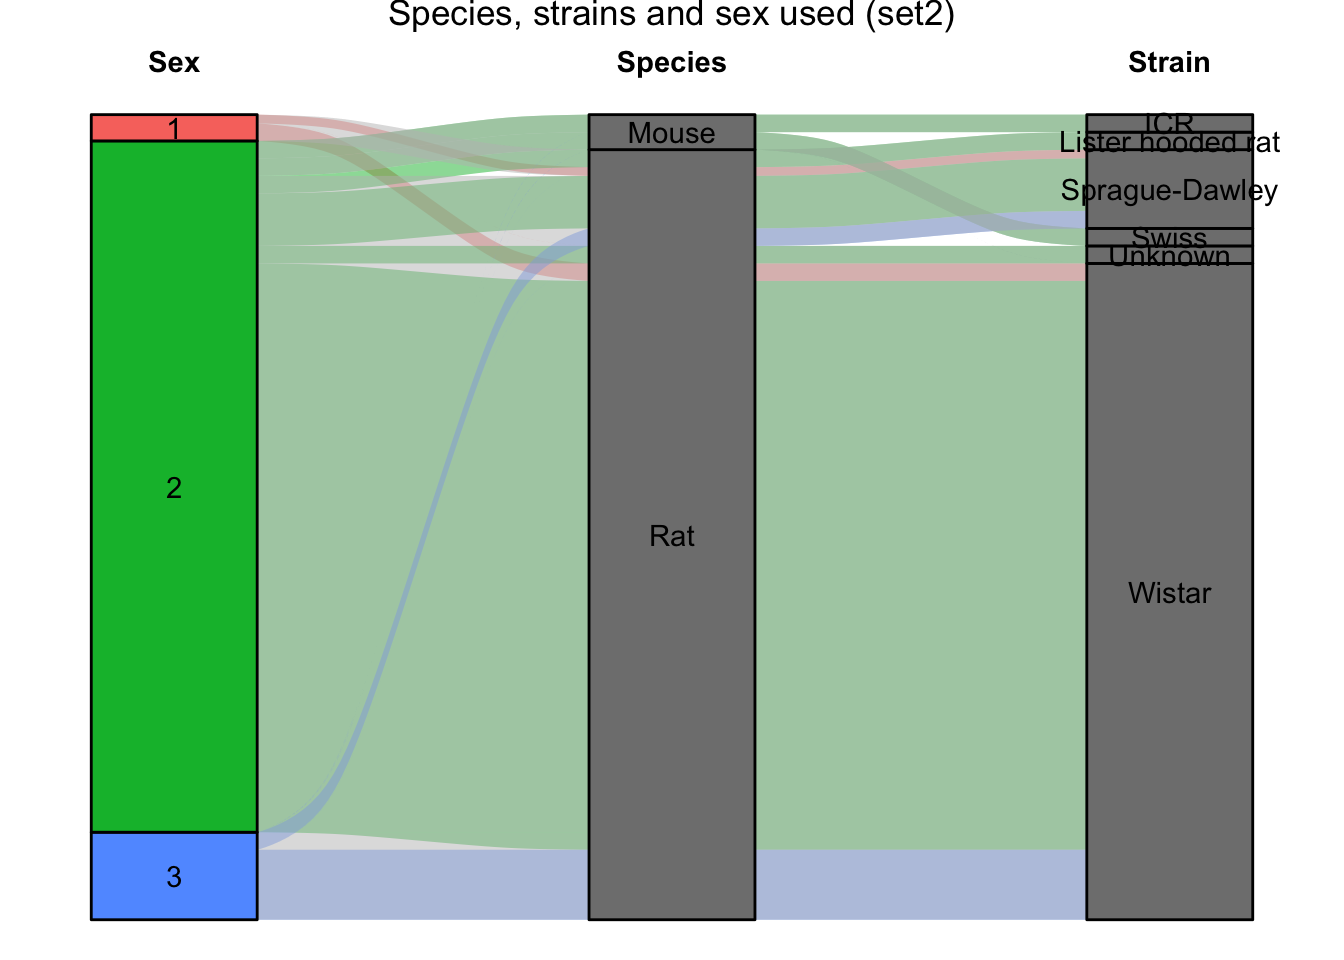 Species, strains and sex used (set2)
Sex
Species
Strain
1
2
3
Mouse
Rat
ICR
Lister hooded rat
Sprague-Dawley
Swiss
Unknown
Wistar